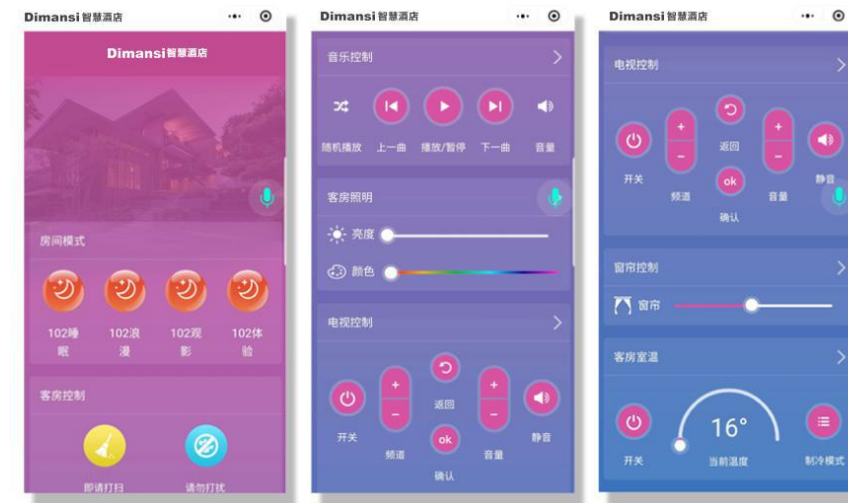 Dimansi智慧酒店
Dimansi智慧酒店
房间模式
102睡眠
102浪漫
102观影
102体验
客房控制
即请打扫
请勿打扰
Dimansi智慧酒店
音乐控制
随机播放
上一曲
播放/暂停
下一曲
音量
客房照明
亮度
颜色
电视控制
开关
+
-
频道
返回
ok
确认
+
-
音量
静音
Dimansi智慧酒店
电视控制
开关
+
-
频道
返回
ok
确认
+
-
音量
静音
窗帘控制
窗帘
客房室温
开关
16°
当前温度
制冷模式